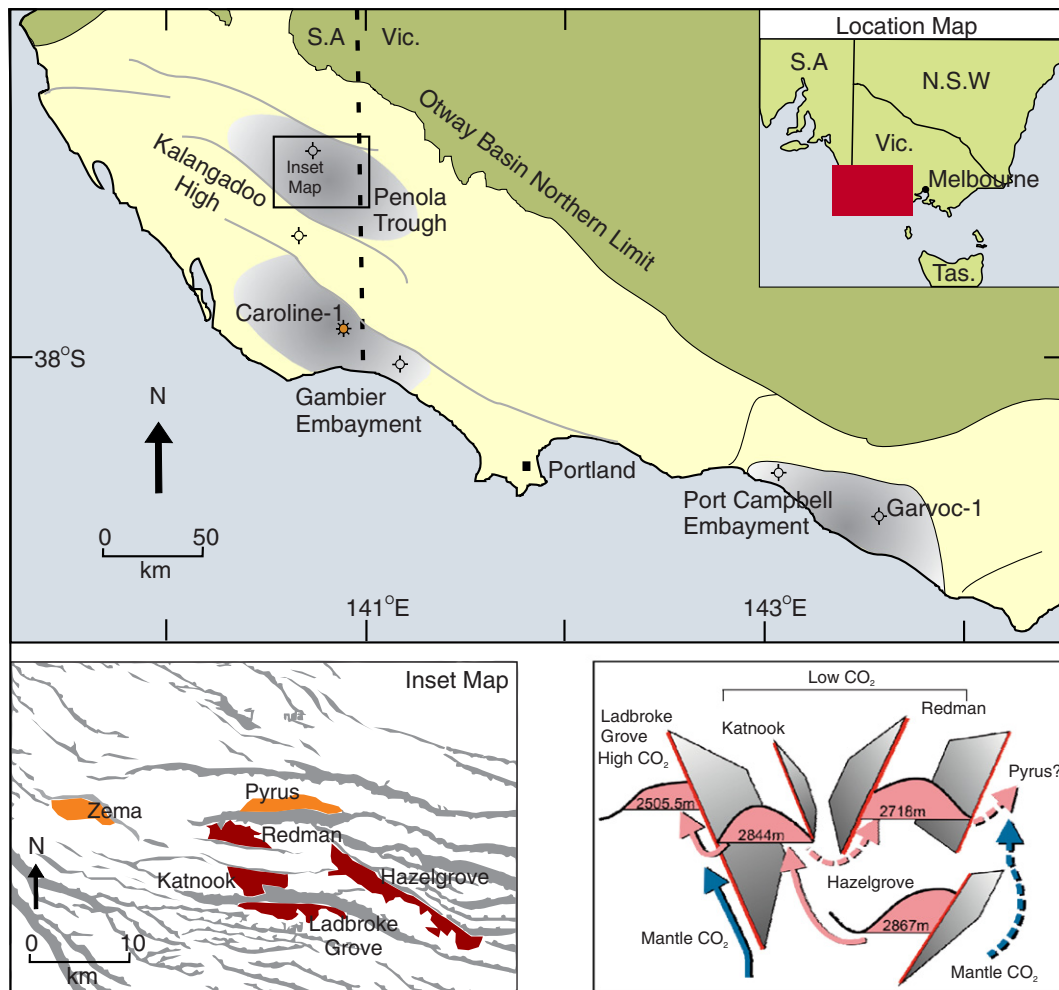 S.A
Vic.
Otway Basin Northern Limit
Kalangadoo
High
Inset
Map
Penola
Trough
Caroline-1
38°S
Gambier
Embayment
N
Portland
Port Campbell
Embayment
Garvoc-1
0
50
km
141°E
143°E
Location Map
S.A
N.S.W
Vic.
Melbourne
Tas.
Inset Map
Zema
Pyrus
Redman
Katnook
Hazelgrove
Ladbroke
Grove
N
0
10
km
Low CO₂
Redman
Ladbroke
Grove
High CO₂
Katnook
Pyrus?
2505.5m
2844m
2718m
Hazelgrove
2867m
Mantle CO₂
Mantle CO₂